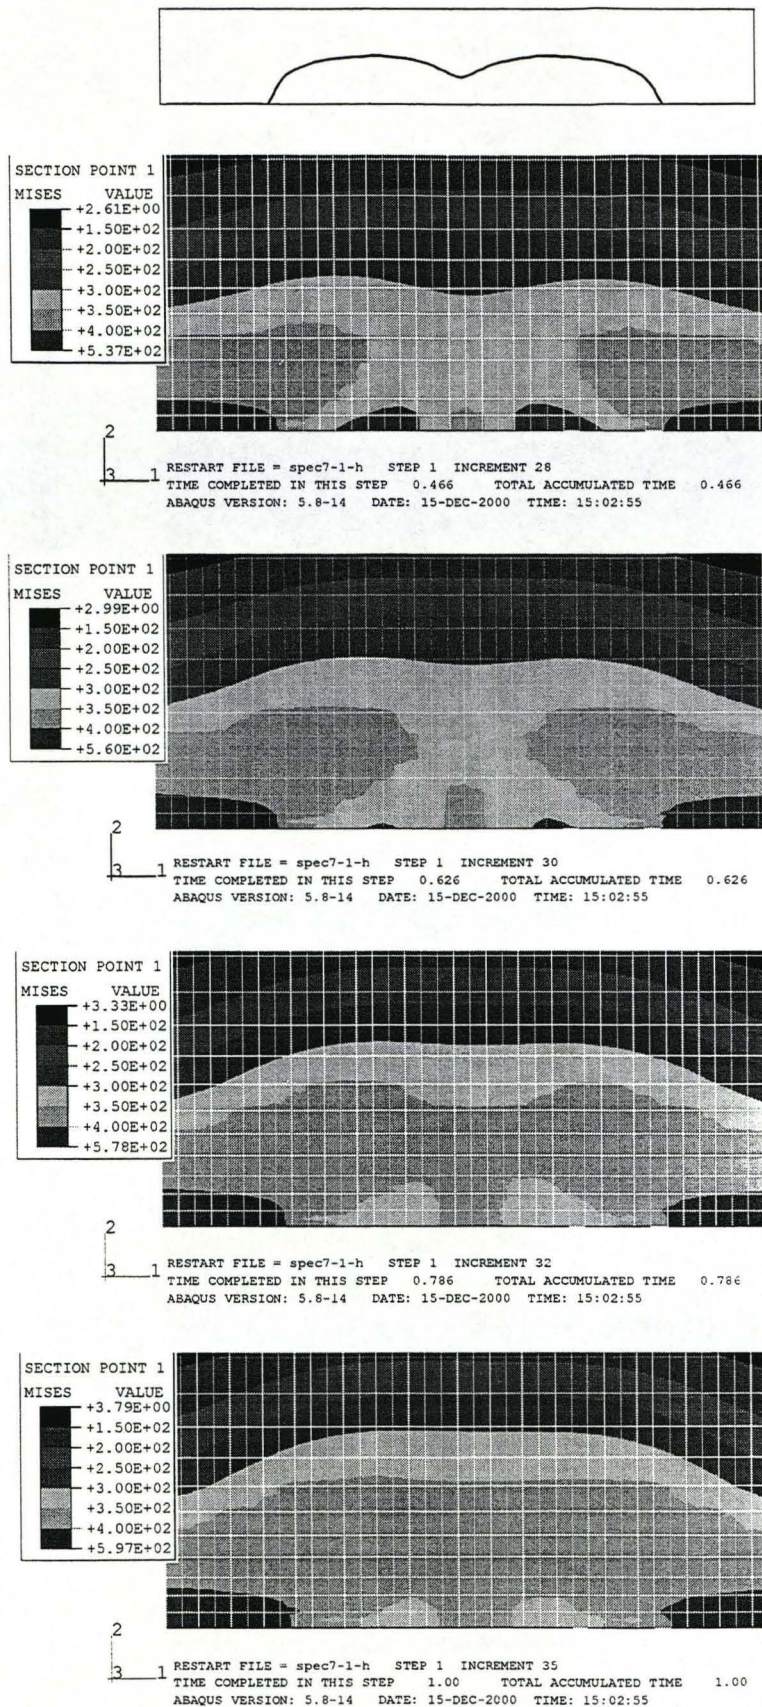 SECTION POINT 1
MISES VALUE
+2.61E+00
+1.50E+02
+2.00E+02
+2.50E+02
+3.00E+02
+3.50E+02
+4.00E+02
+5.37E+02
2
3 1
RESTART FILE = spec7-1-h STEP 1 INCREMENT 28
TIME COMPLETED IN THIS STEP 0.466 TOTAL ACCUMULATED TIME 0.466
ABAQUS VERSION: 5.8-14 DATE: 15-DEC-2000 TIME: 15:02:55
SECTION POINT 1
MISES VALUE
+2.99E+00
+1.50E+02
+2.00E+02
+2.50E+02
+3.00E+02
+3.50E+02
+4.00E+02
+5.60E+02
2
3 1
RESTART FILE = spec7-1-h STEP 1 INCREMENT 30
TIME COMPLETED IN THIS STEP 0.626 TOTAL ACCUMULATED TIME 0.626
ABAQUS VERSION: 5.8-14 DATE: 15-DEC-2000 TIME: 15:02:55
SECTION POINT 1
MISES VALUE
+3.33E+00
+1.50E+02
+2.00E+02
+2.50E+02
+3.00E+02
+3.50E+02
+4.00E+02
+5.78E+02
2
3 1
RESTART FILE = spec7-1-h STEP 1 INCREMENT 32
TIME COMPLETED IN THIS STEP 0.786 TOTAL ACCUMULATED TIME 0.786
ABAQUS VERSION: 5.8-14 DATE: 15-DEC-2000 TIME: 15:02:55
SECTION POINT 1
MISES VALUE
+3.79E+00
+1.50E+02
+2.00E+02
+2.50E+02
+3.00E+02
+3.50E+02
+4.00E+02
+5.97E+02
2
3 1
RESTART FILE = spec7-1-h STEP 1 INCREMENT 35
TIME COMPLETED IN THIS STEP 1.00 TOTAL ACCUMULATED TIME 1.00
ABAQUS VERSION: 5.8-14 DATE: 15-DEC-2000 TIME: 15:02:55